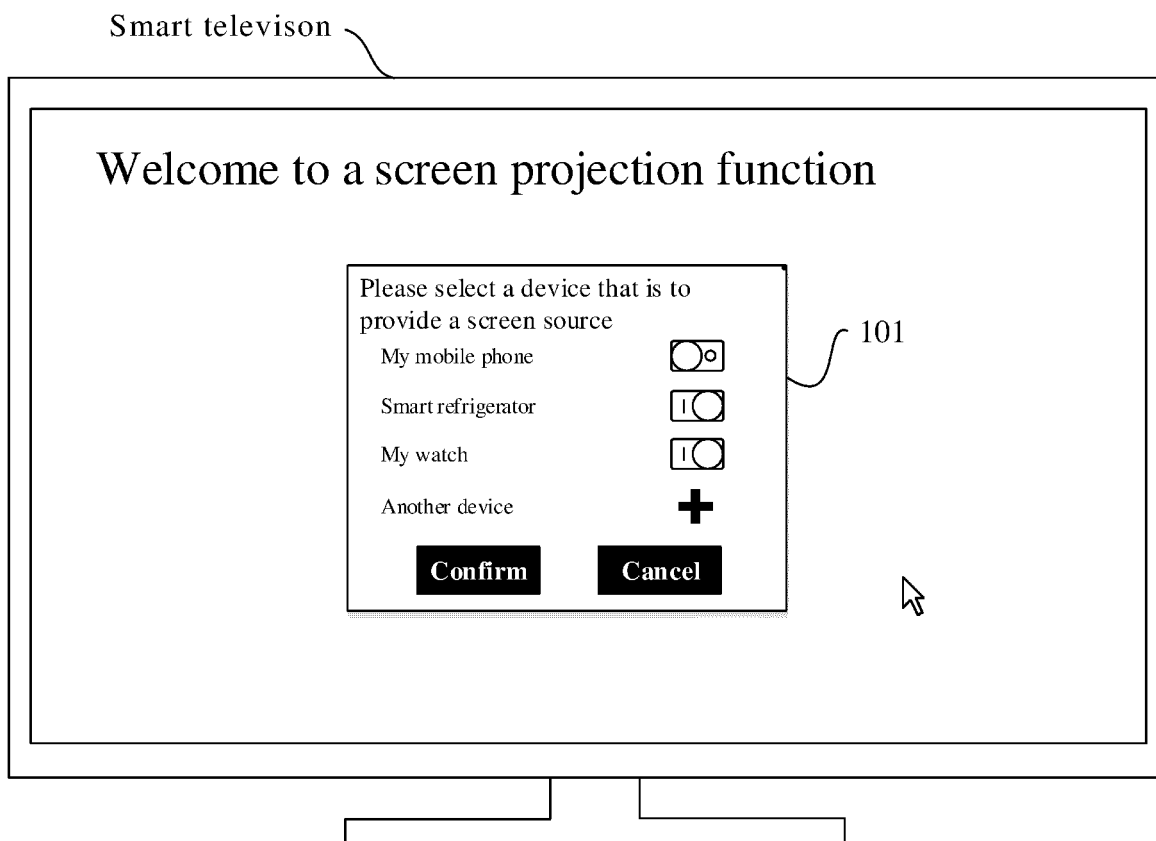 Smart televison
Welcome to a screen projection function
Please select a device that is to
provide a screen source
101
My mobile phone
Smart refrigerator
My watch
Another device
Confirm Cancel